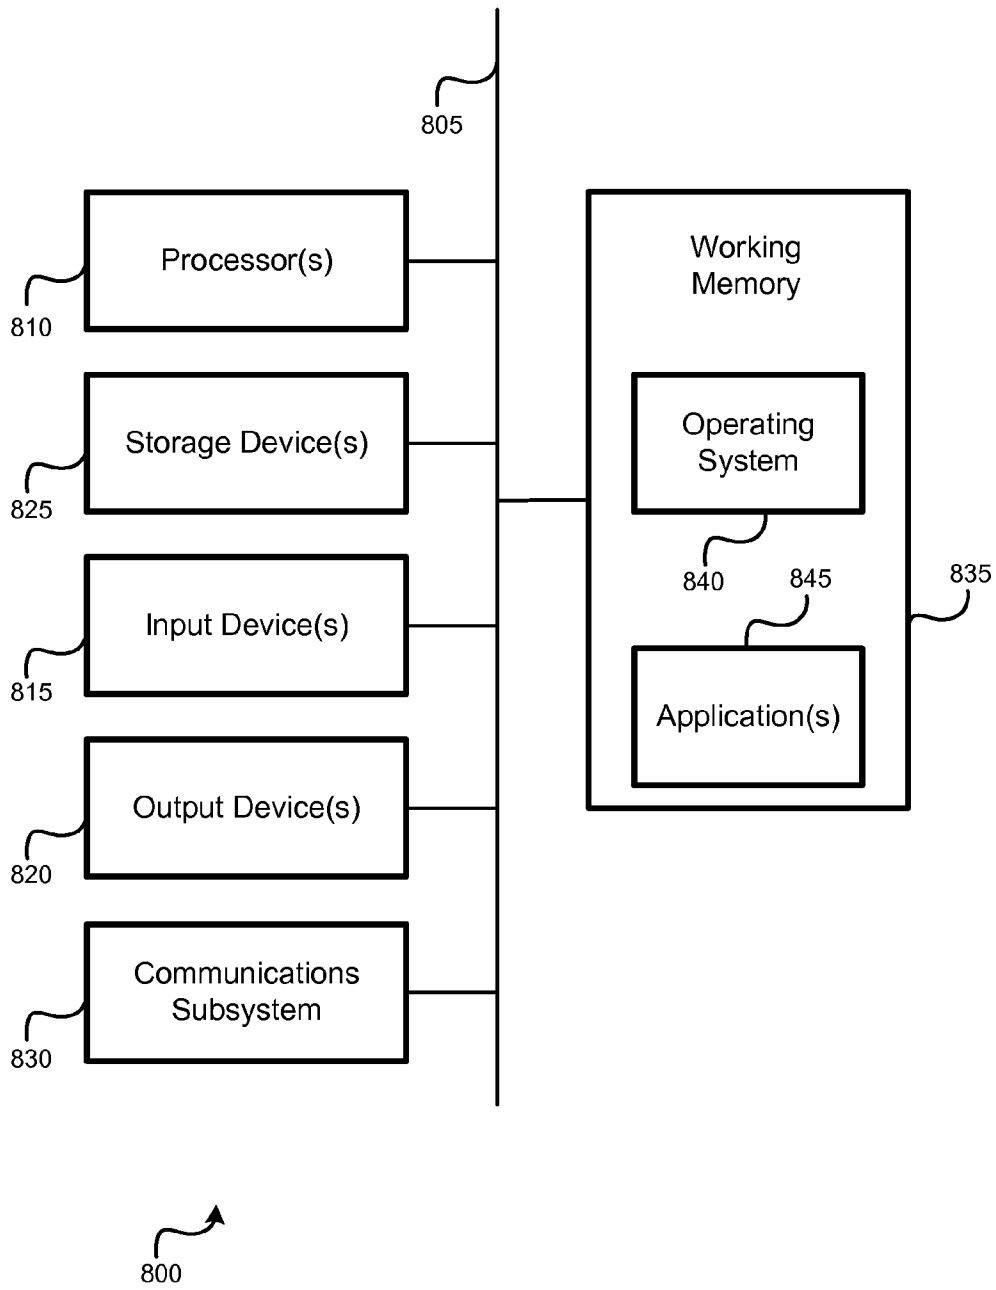 805
Processor(s)
810
Storage Device(s)
825
Input Device(s)
815
Output Device(s)
820
Communications
Subsystem
830
Working
Memory
Operating
System
840
845
835
Application(s)
800